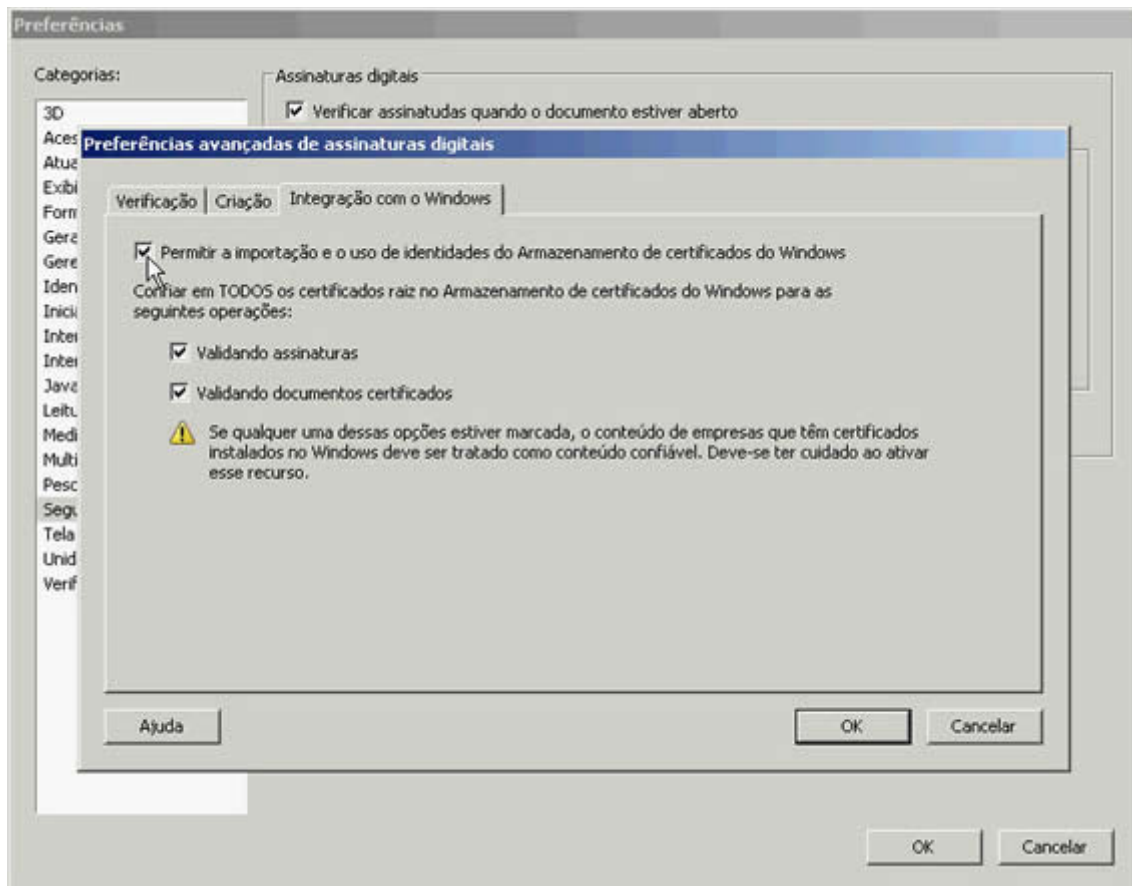 Preferências
Categorias:
Assinaturas digitais
3D
Verificar assinatudas quando o documento estiver aberto
Preferências avançadas de assinaturas digitais
Verificação
Criação
Integração com o Windows
Permitir a importação e o uso de identidades do Armazenamento de certificados do Windows
Confiar em TODOS os certificados raiz no Armazenamento de certificados do Windows para as
seguintes operações:
Validando assinaturas
Validando documentos certificados
Se qualquer uma dessas opções estiver marcada, o conteúdo de empresas que têm certificados
instalados no Windows deve ser tratado como conteúdo confiável. Deve-se ter cuidado ao ativar
esse recurso.
Tela
Ajuda
OK
Cancelar
OK
Cancelar